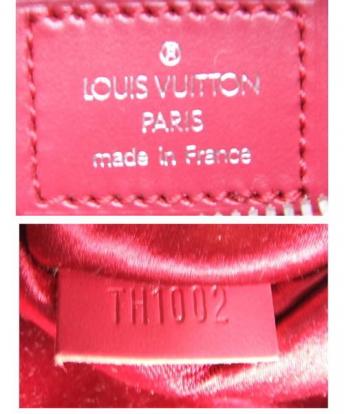 LOUIS VUITTON
PARIS
made in France
TH1002